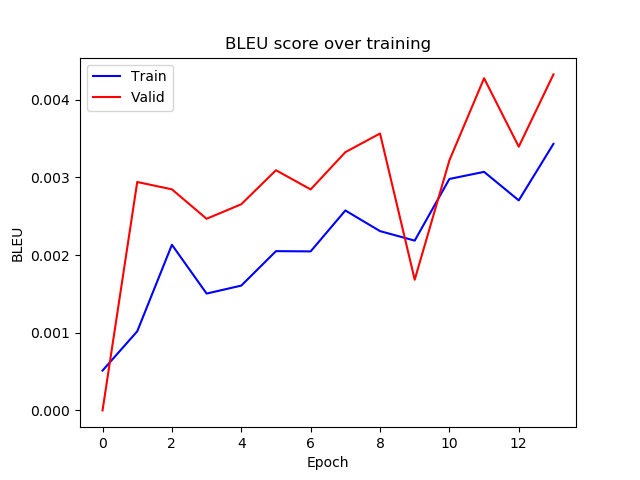 BLEU score over training
Train
Valid
BLEU
0.004
0.003
0.002
0.001
0.000
0 2 4 6 8 10 12
Epoch